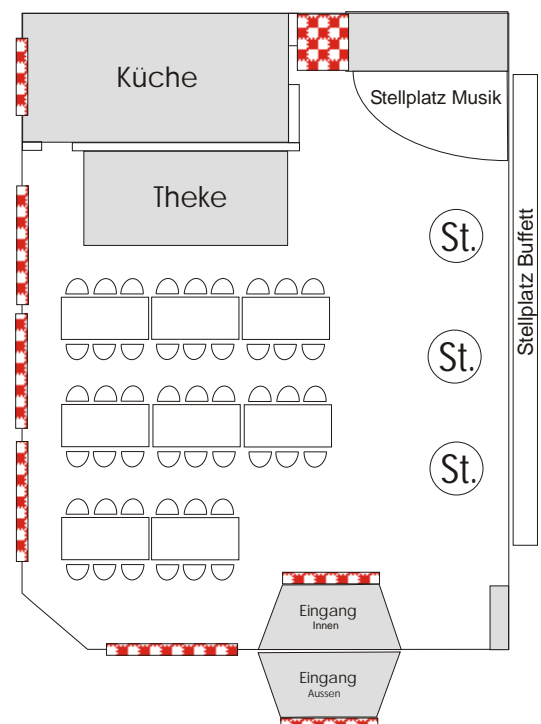 Küche
Stellplatz Musik
Theke
St.
Stellplatz Buffett
St.
St.
Eingang
Innen
Eingang
Aussen